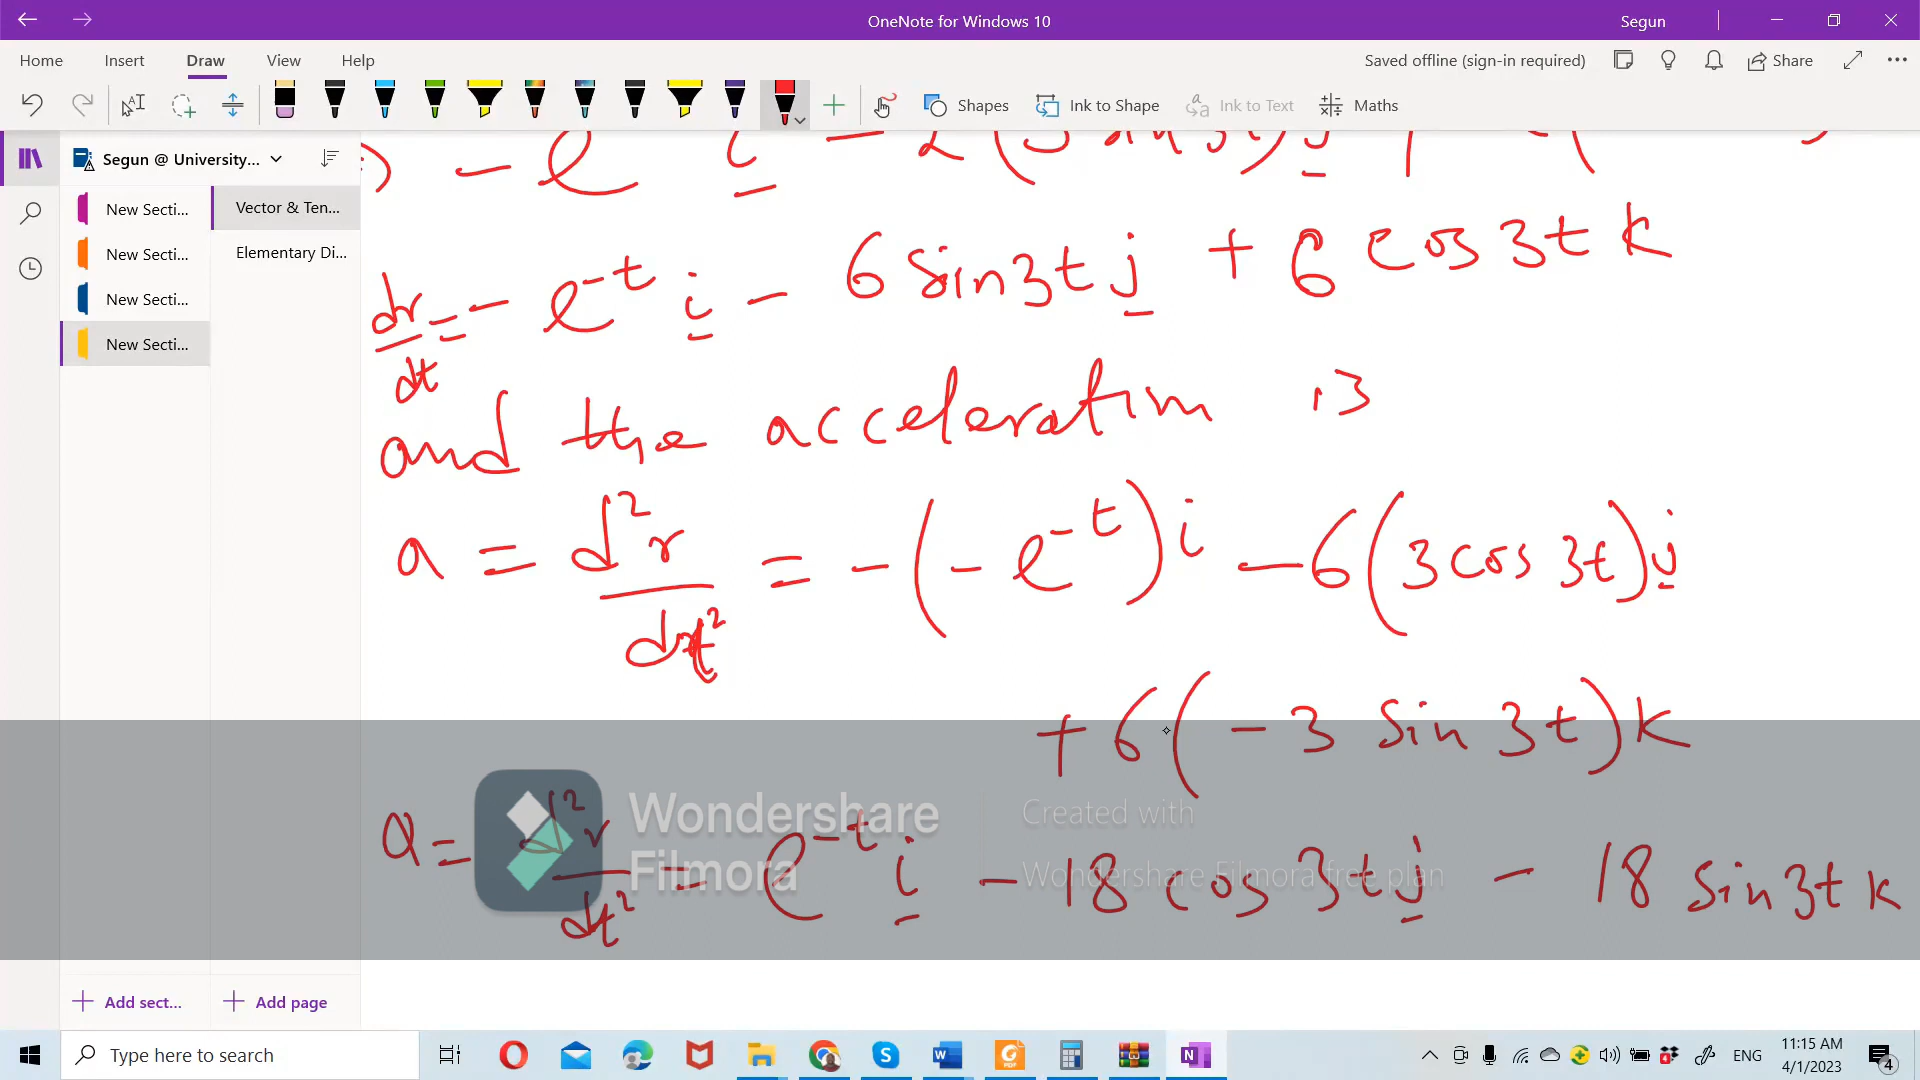 OneNote for Windows 10
Segun
Home Insert Draw View Help
Saved offline (sign-in required)
Share
Shapes Ink to Shape Ink to Text Maths
Segun @ University...
New Secti...
New Secti...
New Secti...
New Secti...
Vector & Ten...
Elementary Di...
dr/dt = - e^-t i - 6 sin3t j + 6 cos3t k
and the acceleration is
a = d²r/dt² = -(-e^-t) i - 6(3 cos 3t) j
+ 6(-3 sin 3t) k
a = d²r/dt² = e^-t i - 18 cos 3t j - 18 sin 3t k
Wondershare
Filmora
Created with
Wondershare Filmora free plan
Add sect...
Add page
Type here to search
ENG
11:15 AM
4/1/2023
4